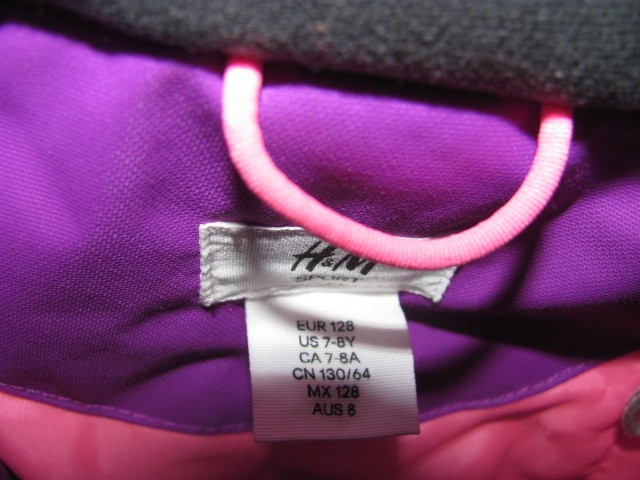 H&M
SPORT
EUR 128
US 7-8Y
CA 7-8A
CN 130/64
MX 128
AUS 8